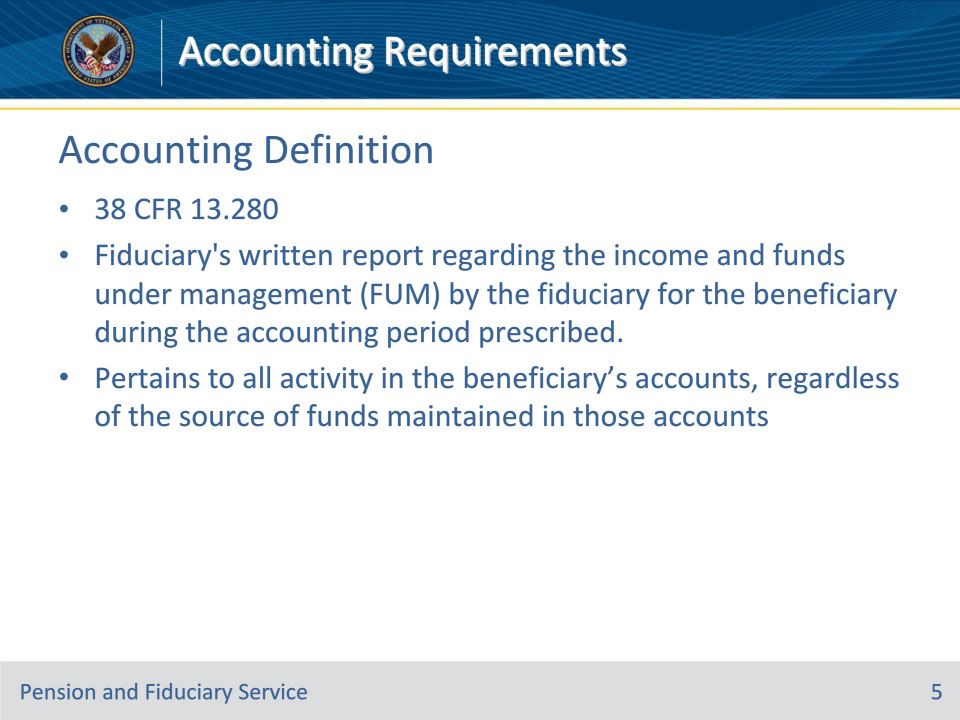 Accounting Requirements
Accounting Definition
• 38 CFR 13.280
• Fiduciary's written report regarding the income and funds
under management (FUM) by the fiduciary for the beneficiary
during the accounting period prescribed.
• Pertains to all activity in the beneficiary’s accounts, regardless
of the source of funds maintained in those accounts
Pension and Fiduciary Service
5